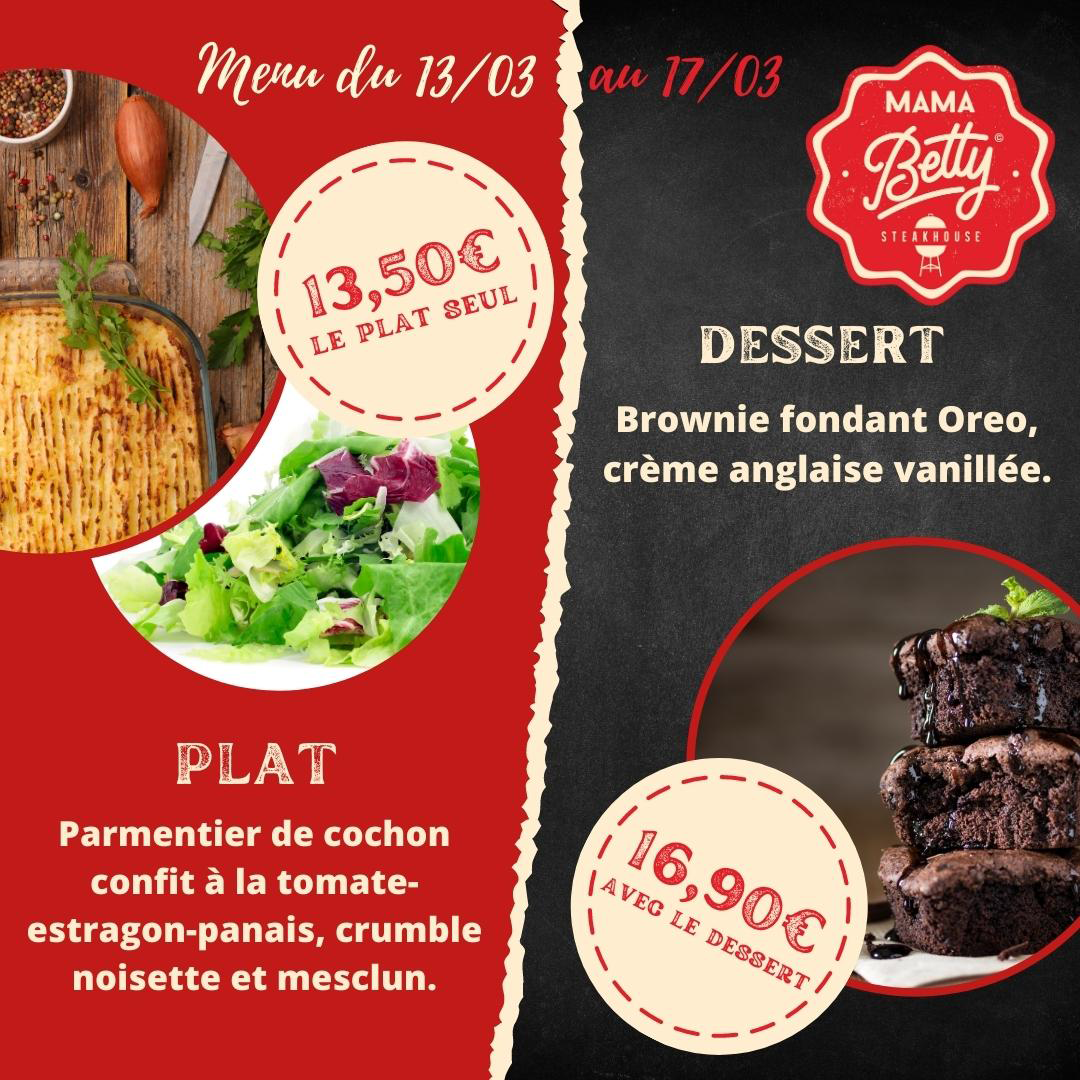 Menu du 13/03 au 17/03
MAMA
Betty©
STEAKHOUSE
13,50€
LE PLAT SEUL
DESSERT
Brownie fondant Oreo,
crème anglaise vanillée.
PLAT
Parmentier de cochon
confit à la tomate-
estragon-panais, crumble
noisette et mesclun.
16,90€
AVEC LE DESSERT